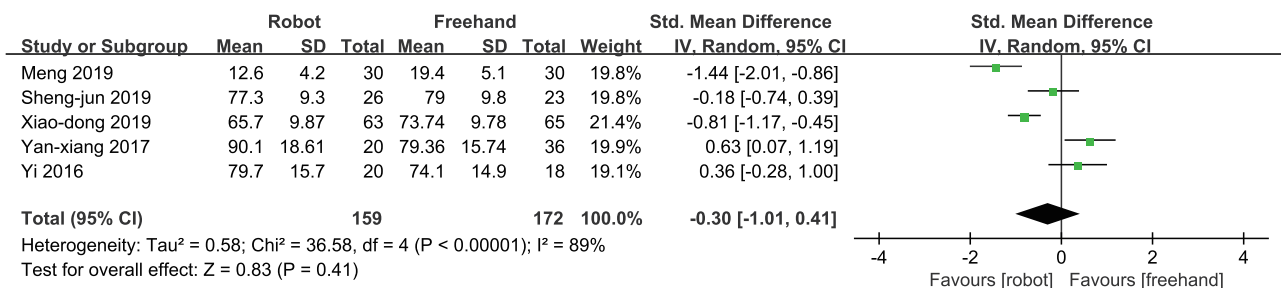 Robot Freehand Std. Mean Difference Std. Mean Difference
Study or Subgroup Mean SD Total Mean SD Total Weight IV, Random, 95% CI IV, Random, 95% CI
Meng 2019 12.6 4.2 30 19.4 5.1 30 19.8% -1.44 [-2.01, -0.86]
Sheng-jun 2019 77.3 9.3 26 79 9.8 23 19.8% -0.18 [-0.74, 0.39]
Xiao-dong 2019 65.7 9.87 63 73.74 9.78 65 21.4% -0.81 [-1.17, -0.45]
Yan-xiang 2017 90.1 18.61 20 79.36 15.74 36 19.9% 0.63 [0.07, 1.19]
Yi 2016 79.7 15.7 20 74.1 14.9 18 19.1% 0.36 [-0.28, 1.00]
Total (95% CI) 159 172 100.0% -0.30 [-1.01, 0.41]
Heterogeneity: Tau² = 0.58; Chi² = 36.58, df = 4 (P < 0.00001); I² = 89%
Test for overall effect: Z = 0.83 (P = 0.41)
-4 -2 0 2 4
Favours [robot] Favours [freehand]